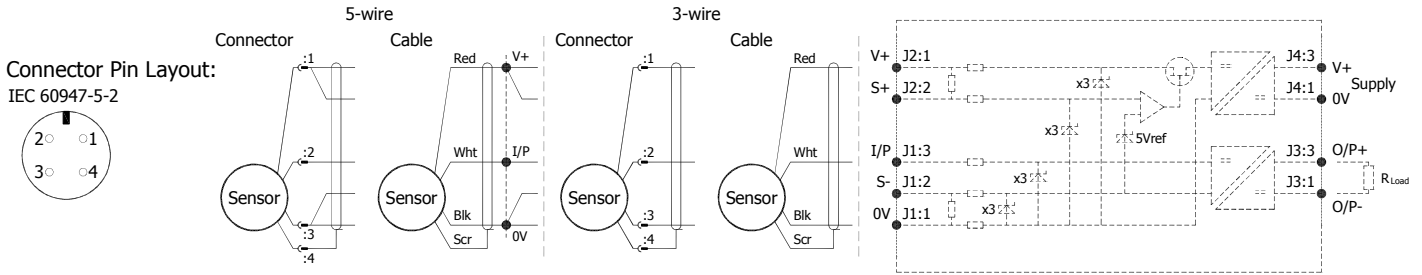 5-wire
3-wire
Connector
Cable
Connector
Cable
Connector Pin Layout:
IEC 60947-5-2
2
1
3
4
:1
:2
:3
:4
Sensor
Red
Wht
Blk
Scr
Sensor
V+
I/P
0V
:1
:2
:3
:4
Sensor
Red
Wht
Blk
Scr
Sensor
V+ J2:1
S+ J2:2
I/P J1:3
S- J1:2
0V J1:1
x3
x3
x3
x3
5Vref
J4:3 V+
Supply
J4:1 0V
J3:3 O/P+
RLoad
J3:1
O/P-